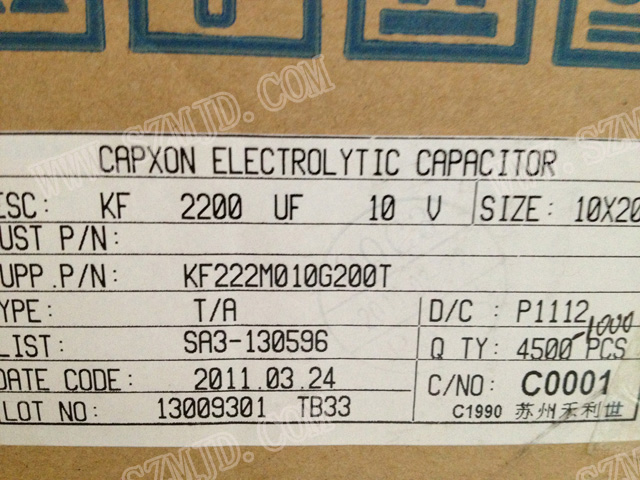 CAPXON ELECTROLYTIC CAPACITOR
ESC: KF 2200 UF 10 V SIZE: 10X20
UST P/N:
UPP.P/N: KF222M010G200T
YPE: T/A D/C : P1112
LIST: SA3-130596 Q TY: 4500 PCS -1000
DATE CODE: 2011.03.24 C/NO: C0001
LOT NO: 13009301 TB33 C1990 苏州禾利世
WWW.SZMJD.COM
SZMJD.COM